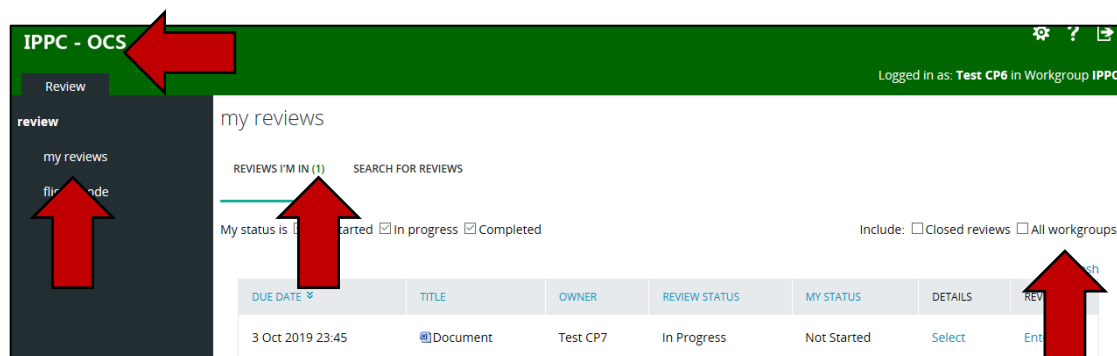 IPPC - OCS
?
Logged in as: Test CP6 in Workgroup IPPC
Review
review
my reviews
my reviews
REVIEWS I'M IN (1) SEARCH FOR REVIEWS
My status is In progress Completed
Include: Closed reviews All workgroups
DUE DATE TITLE OWNER REVIEW STATUS MY STATUS DETAILS
3 Oct 2019 23:45 Document Test CP7 In Progress Not Started Select